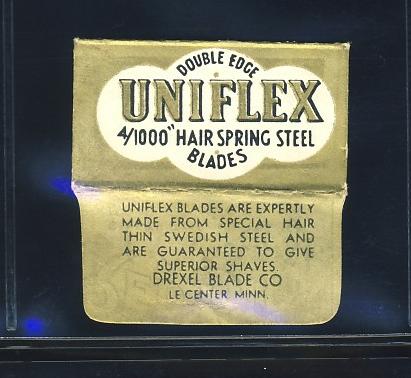 DOUBLE EDGE
UNIFLEX
4/1000" HAIR SPRING STEEL
BLADES
UNIFLEX BLADES ARE EXPERTLY
MADE FROM SPECIAL HAIR
THIN SWEDISH STEEL AND
ARE GUARANTEED TO GIVE
SUPERIOR SHAVES.
DREXEL BLADE CO
LE CENTER MINN.